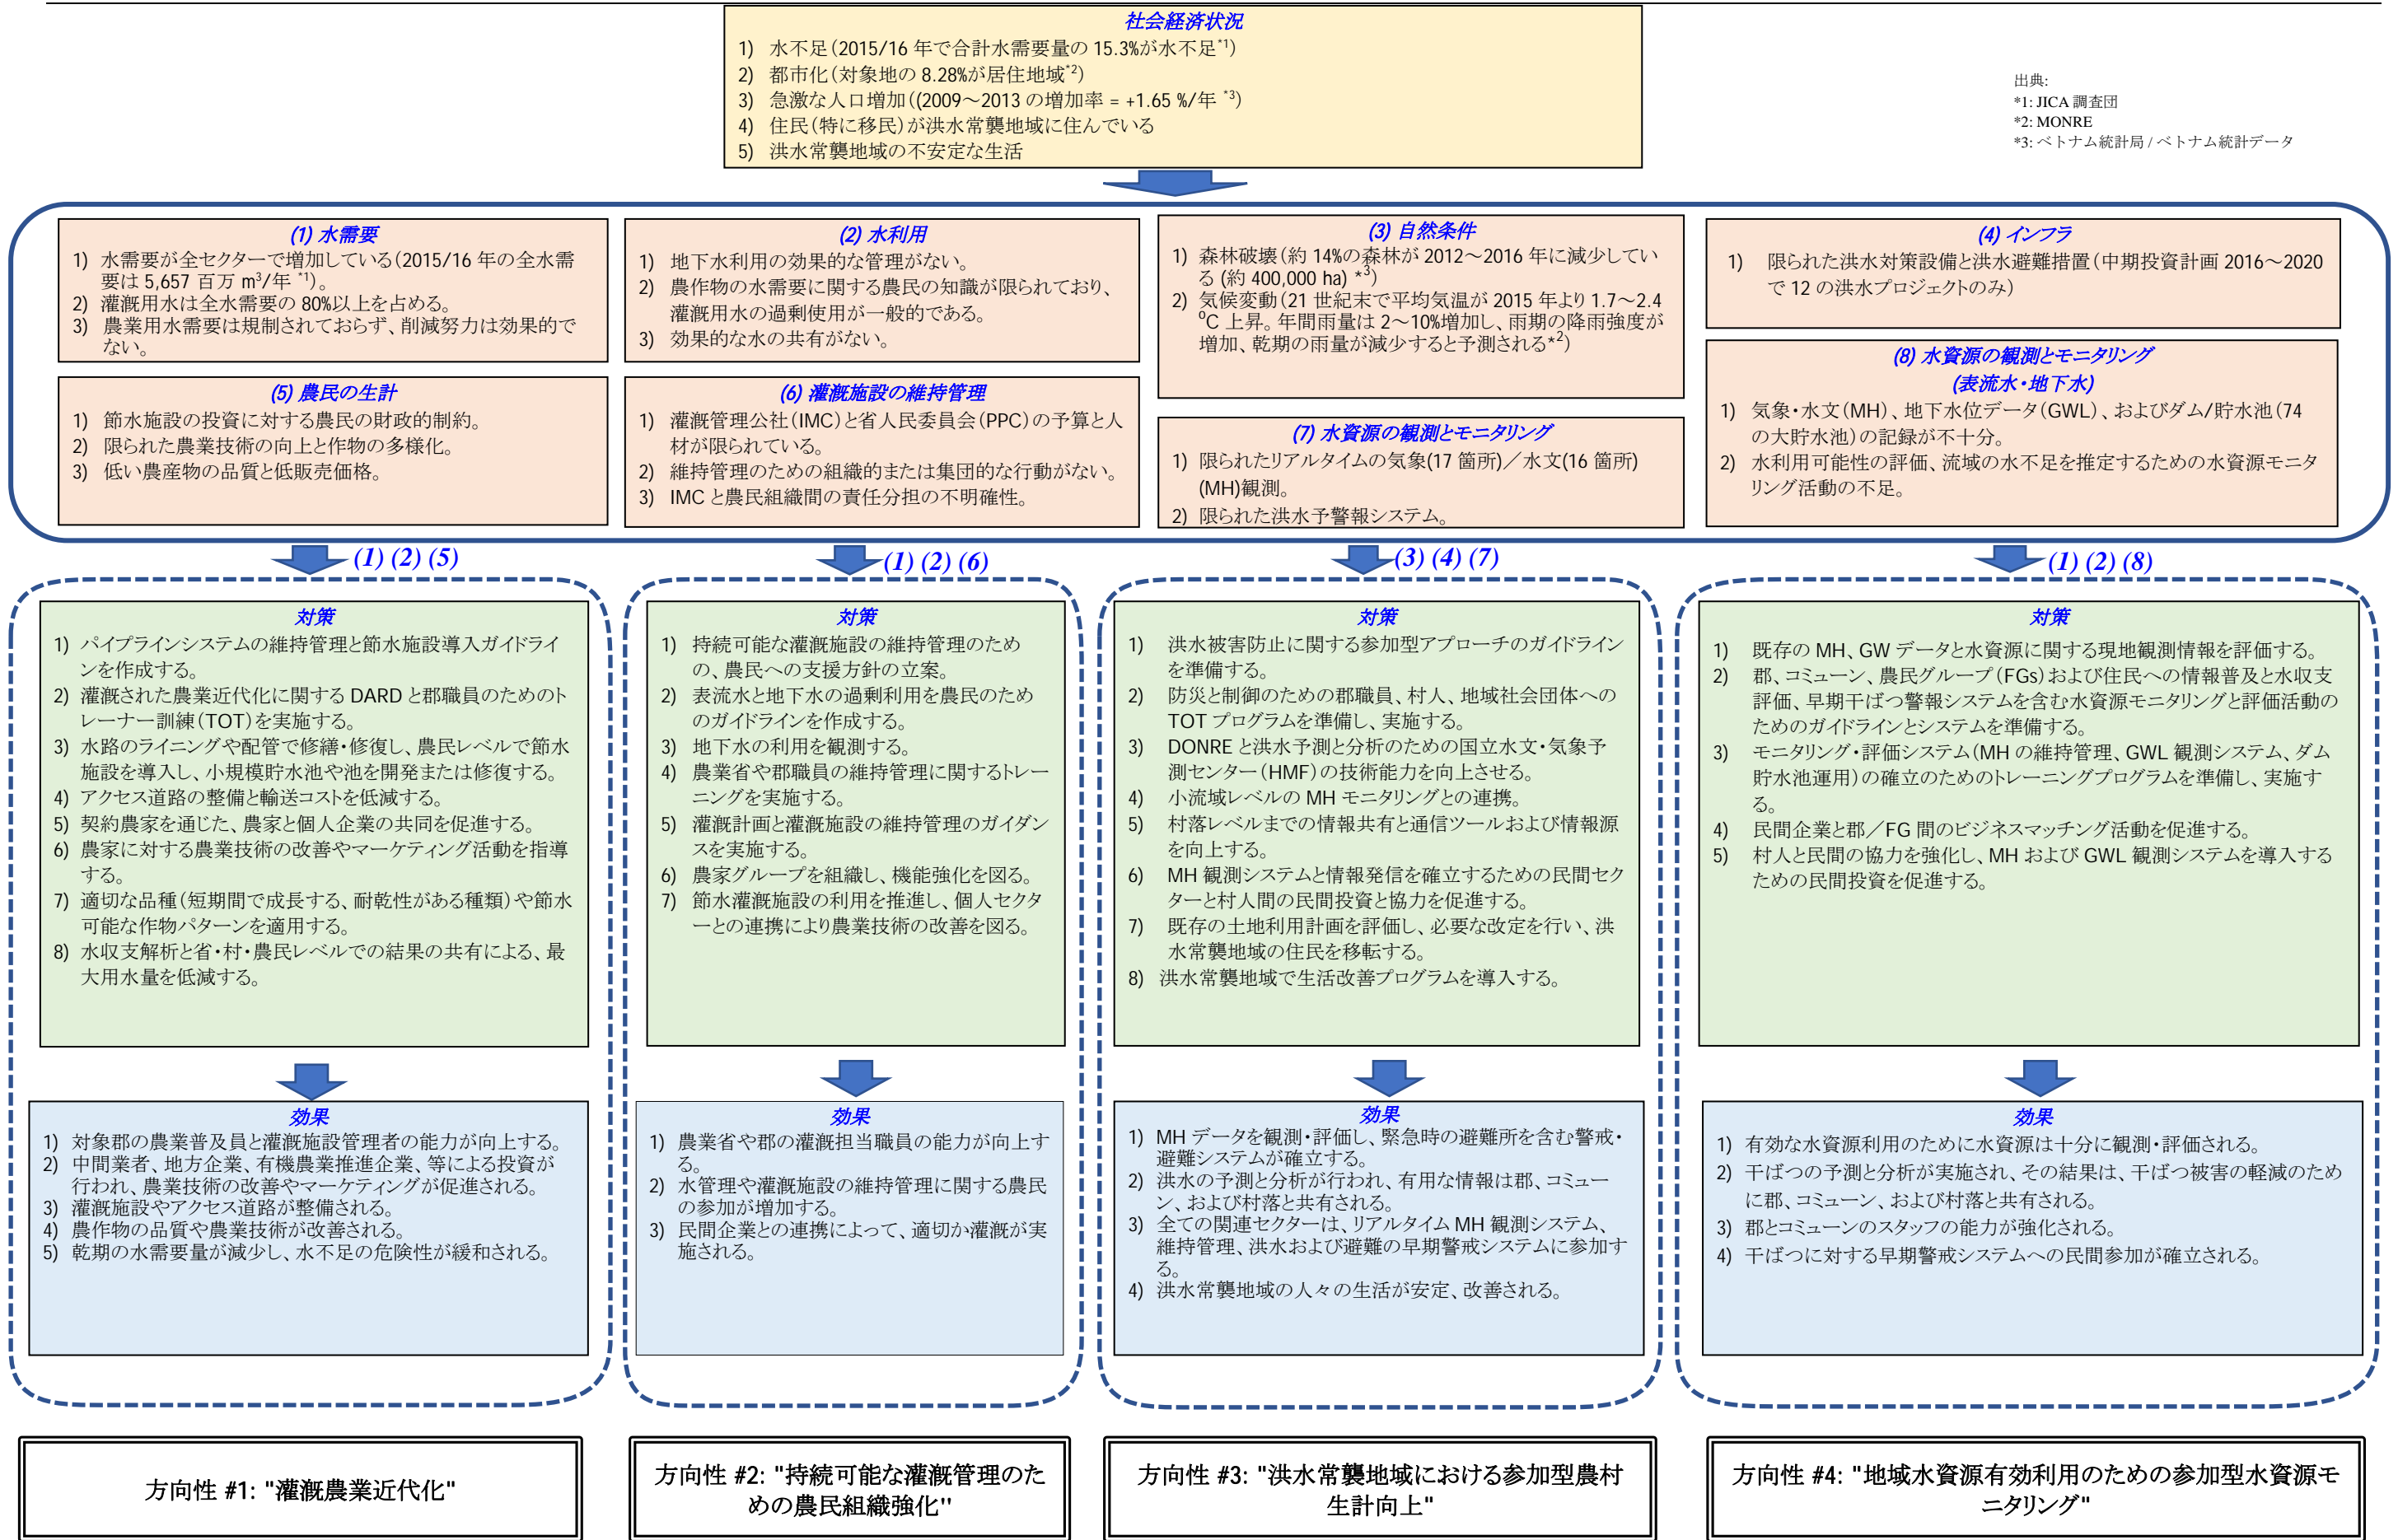 社会経済状況
1) 水不足(2015/16 年で合計水需要量の 15.3%が水不足*1)
2) 都市化(対象地の 8.28%が居住地域*2)
3) 急激な人口増加((2009～2013 の増加率 = +1.65 %/年 *3)
4) 住民(特に移民)が洪水常襲地域に住んでいる
5) 洪水常襲地域の不安定な生活
出典:
*1: JICA 調査団
*2: MONRE
*3: ベトナム統計局 / ベトナム統計データ
(1) 水需要
1) 水需要が全セクターで増加している(2015/16 年の全水需
要は 5,657 百万 m3/年 *1)。
2) 灌漑用水は全水需要の 80%以上を占める。
3) 農業用水需要は規制されておらず、削減努力は効果的で
ない。
(2) 水利用
1) 地下水利用の効果的な管理がない。
2) 農作物の水需要に関する農民の知識が限られており、
灌漑用水の過剰使用が一般的である。
3) 効果的な水の共有がない。
(3) 自然条件
1) 森林破壊(約 14%の森林が 2012～2016 年に減少してい
る (約 400,000 ha) *3)
2) 気候変動(21 世紀末で平均気温が 2015 年より 1.7～2.4
0C 上昇。年間雨量は 2～10%増加し、雨期の降雨強度が
増加、乾期の雨量が減少すると予測される*2)
(4) インフラ
1) 限られた洪水対策設備と洪水避難措置(中期投資計画 2016～2020
で 12 の洪水プロジェクトのみ)
(5) 農民の生計
1) 節水施設の投資に対する農民の財政的制約。
2) 限られた農業技術の向上と作物の多様化。
3) 低い農産物の品質と低販売価格。
(6) 灌漑施設の維持管理
1) 灌漑管理公社(IMC)と省人民委員会(PPC)の予算と人
材が限られている。
2) 維持管理のための組織的または集団的な行動がない。
3) IMC と農民組織間の責任分担の不明確性。
(7) 水資源の観測とモニタリング
1) 限られたリアルタイムの気象(17 箇所)／水文(16 箇所)
(MH)観測。
2) 限られた洪水予警報システム。
(8) 水資源の観測とモニタリング
(表流水・地下水)
1) 気象・水文(MH)、地下水位データ(GWL)、およびダム/貯水池(74
の大貯水池)の記録が不十分。
2) 水利用可能性の評価、流域の水不足を推定するための水資源モニタ
リング活動の不足。
(1) (2) (5)
(1) (2) (6)
(3) (4) (7)
(1) (2) (8)
対策
1) パイプラインシステムの維持管理と節水施設導入ガイドライ
ンを作成する。
2) 灌漑された農業近代化に関する DARD と郡職員のためのト
レーナー訓練(TOT)を実施する。
3) 水路のライニングや配管で修繕・修復し、農民レベルで節水
施設を導入し、小規模貯水池や池を開発または修復する。
4) アクセス道路の整備と輸送コストを低減する。
5) 契約農家を通じた、農家と個人企業の共同を促進する。
6) 農家に対する農業技術の改善やマーケティング活動を指導
する。
7) 適切な品種(短期間で成長する、耐乾性がある種類)や節水
可能な作物パターンを適用する。
8) 水収支解析と省・村・農民レベルでの結果の共有による、最
大用水量を低減する。
対策
1) 持続可能な灌漑施設の維持管理のため
の、農民への支援方針の立案。
2) 表流水と地下水の過剰利用を農民のため
のガイドラインを作成する。
3) 地下水の利用を観測する。
4) 農業省や郡職員の維持管理に関するトレー
ニングを実施する。
5) 灌漑計画と灌漑施設の維持管理のガイダン
スを実施する。
6) 農家グループを組織し、機能強化を図る。
7) 節水灌漑施設の利用を推進し、個人セクタ
ーとの連携により農業技術の改善を図る。
対策
1) 洪水被害防止に関する参加型アプローチのガイドライン
を準備する。
2) 防災と制御のための郡職員、村人、地域社会団体への
TOT プログラムを準備し、実施する。
3) DONRE と洪水予測と分析のための国立水文・気象予
測センター(HMF)の技術能力を向上させる。
4) 小流域レベルの MH モニタリングとの連携。
5) 村落レベルまでの情報共有と通信ツールおよび情報源
を向上する。
6) MH 観測システムと情報発信を確立するための民間セク
ターと村人間の民間投資と協力を促進する。
7) 既存の土地利用計画を評価し、必要な改定を行い、洪
水常襲地域の住民を移転する。
8) 洪水常襲地域で生活改善プログラムを導入する。
対策
1) 既存の MH、GW データと水資源に関する現地観測情報を評価する。
2) 郡、コミューン、農民グループ(FGs)および住民への情報普及と水収支
評価、早期干ばつ警報システムを含む水資源モニタリングと評価活動の
ためのガイドラインとシステムを準備する。
3) モニタリング・評価システム(MH の維持管理、GWL 観測システム、ダム
貯水池運用)の確立のためのトレーニングプログラムを準備し、実施す
る。
4) 民間企業と郡／FG 間のビジネスマッチング活動を促進する。
5) 村人と民間の協力を強化し、MH および GWL 観測システムを導入する
ための民間投資を促進する。
効果
1) 対象郡の農業普及員と灌漑施設管理者の能力が向上する。
2) 中間業者、地方企業、有機農業推進企業、等による投資が
行われ、農業技術の改善やマーケティングが促進される。
3) 灌漑施設やアクセス道路が整備される。
4) 農作物の品質や農業技術が改善される。
5) 乾期の水需要量が減少し、水不足の危険性が緩和される。
効果
1) 農業省や郡の灌漑担当職員の能力が向上す
る。
2) 水管理や灌漑施設の維持管理に関する農民
の参加が増加する。
3) 民間企業との連携によって、適切か灌漑が実
施される。
効果
1) MH データを観測・評価し、緊急時の避難所を含む警戒・
避難システムが確立する。
2) 洪水の予測と分析が行われ、有用な情報は郡、コミュー
ン、および村落と共有される。
3) 全ての関連セクターは、リアルタイム MH 観測システム、
維持管理、洪水および避難の早期警戒システムに参加す
る。
4) 洪水常襲地域の人々の生活が安定、改善される。
効果
1) 有効な水資源利用のために水資源は十分に観測・評価される。
2) 干ばつの予測と分析が実施され、その結果は、干ばつ被害の軽減のため
に郡、コミューン、および村落と共有される。
3) 郡とコミューンのスタッフの能力が強化される。
4) 干ばつに対する早期警戒システムへの民間参加が確立される。
方向性 #1: "灌漑農業近代化"
方向性 #2: "持続可能な灌漑管理のた
めの農民組織強化''
方向性 #3: "洪水常襲地域における参加型農村
生計向上"
方向性 #4: "地域水資源有効利用のための参加型水資源モ
ニタリング"